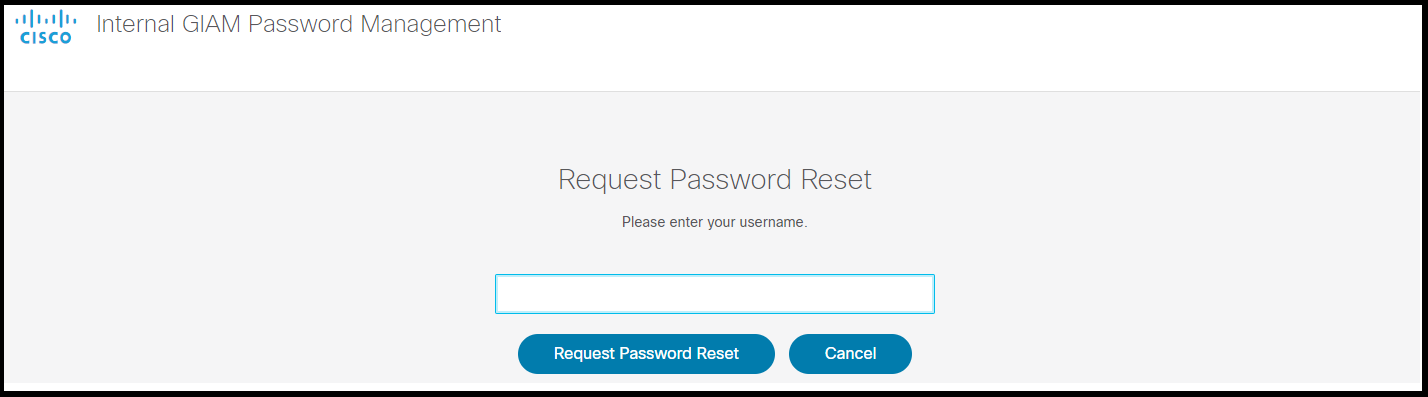 Internal GIAM Password Management
CISCO
Request Password Reset
Please enter your username.
Request Password Reset
Cancel